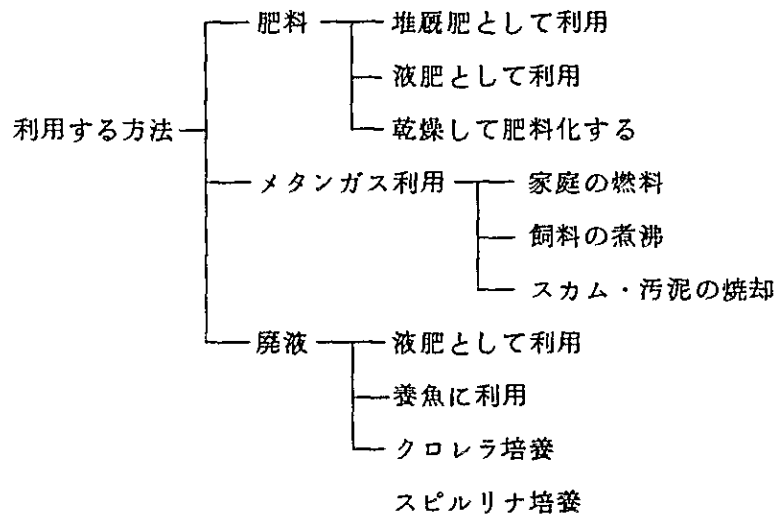 肥料 堆厩肥として利用
液肥として利用
利用する方法 乾燥して肥料化する
メタンガス利用 家庭の燃料
飼料の煮沸
スカム・汚泥の焼却
廃液 液肥として利用
養魚に利用
クロレラ培養
スピルリナ培養